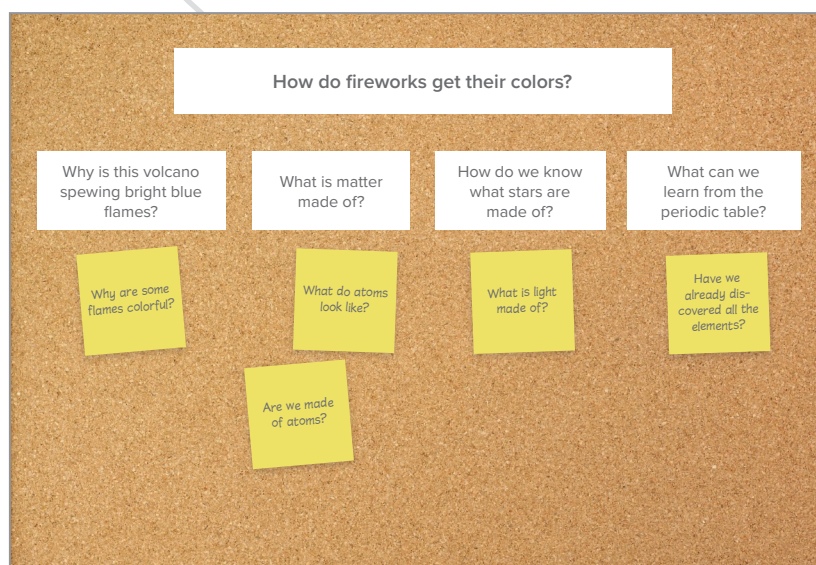 How do fireworks get their colors?
Why is this volcano
spewing bright blue
flames?
What is matter
made of?
How do we know
what stars are
made of?
What can we
learn from the
periodic table?
Why are some
flames colorful?
What do atoms
look like?
What is light
made of?
Have we
already dis-
covered all the
elements?
Are we made
of atoms?